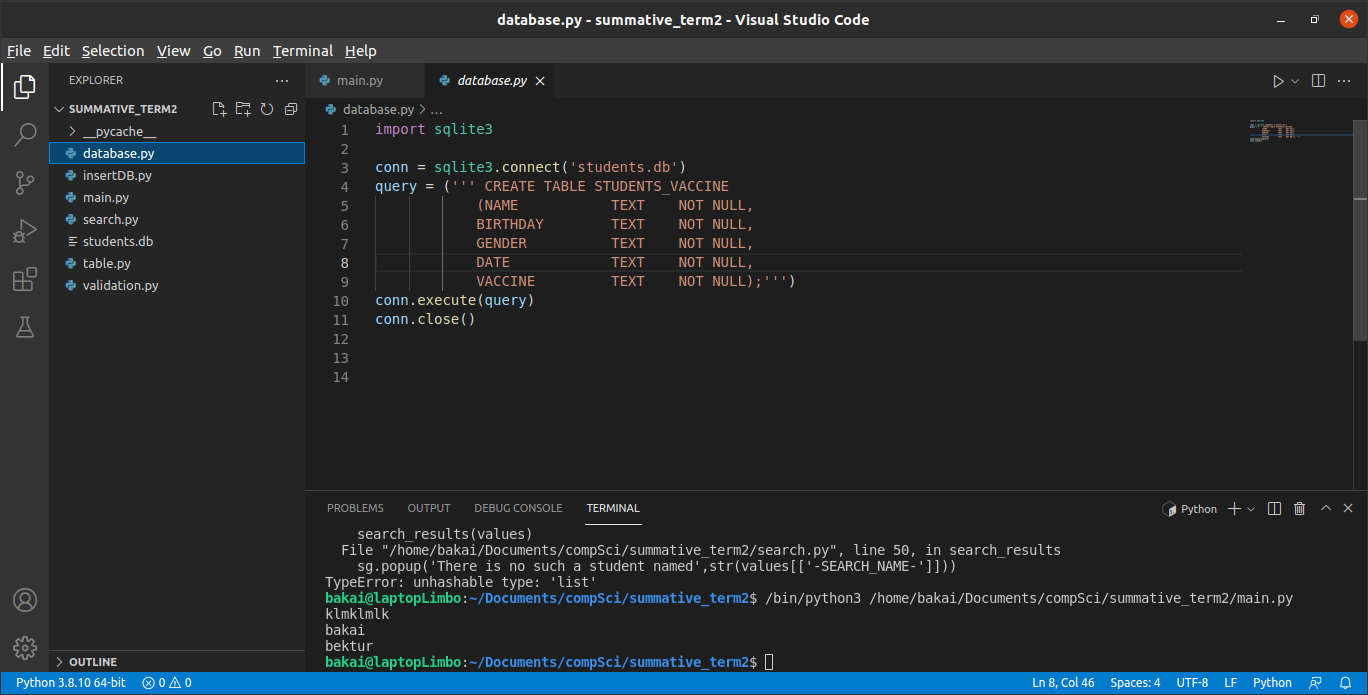 database.py - summative_term2 - Visual Studio Code
File Edit Selection View Go Run Terminal Help
EXPLORER
SUMMATIVE_TERM2
__pycache__
database.py
insertDB.py
main.py
search.py
students.db
table.py
validation.py
OUTLINE
main.py database.py
database.py > ...
1 import sqlite3
2
3 conn = sqlite3.connect('students.db')
4 query = (''' CREATE TABLE STUDENTS_VACCINE
5 (NAME TEXT NOT NULL,
6 BIRTHDAY TEXT NOT NULL,
7 GENDER TEXT NOT NULL,
8 DATE TEXT NOT NULL,
9 VACCINE TEXT NOT NULL);''')
10 conn.execute(query)
11 conn.close()
12
13
14
PROBLEMS OUTPUT DEBUG CONSOLE TERMINAL Python
search_results(values)
File "/home/bakai/Documents/compSci/summative_term2/search.py", line 50, in search_results
sg.popup('There is no such a student named',str(values[['-SEARCH_NAME-']]))
TypeError: unhashable type: 'list'
bakai@laptopLimbo:~/Documents/compSci/summative_term2$ /bin/python3 /home/bakai/Documents/compSci/summative_term2/main.py
klmklmlk
bakai
bektur
bakai@laptopLimbo:~/Documents/compSci/summative_term2$
Python 3.8.10 64-bit 0 0 Ln 8, Col 46 Spaces: 4 UTF-8 LF Python